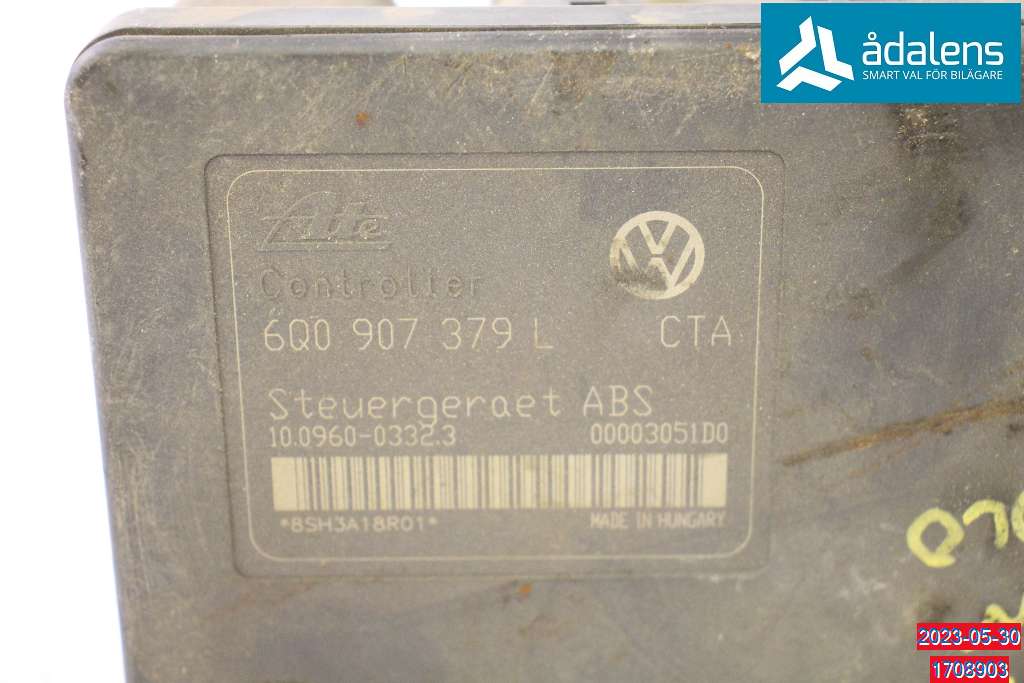 ådalens
SMART VAL FÖR BILÄGARE
Ate
Controller
6Q0 907 379 L CTA
Steuergeraet ABS
10.0960-0332.3 00003051D0
*8SH3A18R01* MADE IN HUNGARY
2023-05-30
1708903